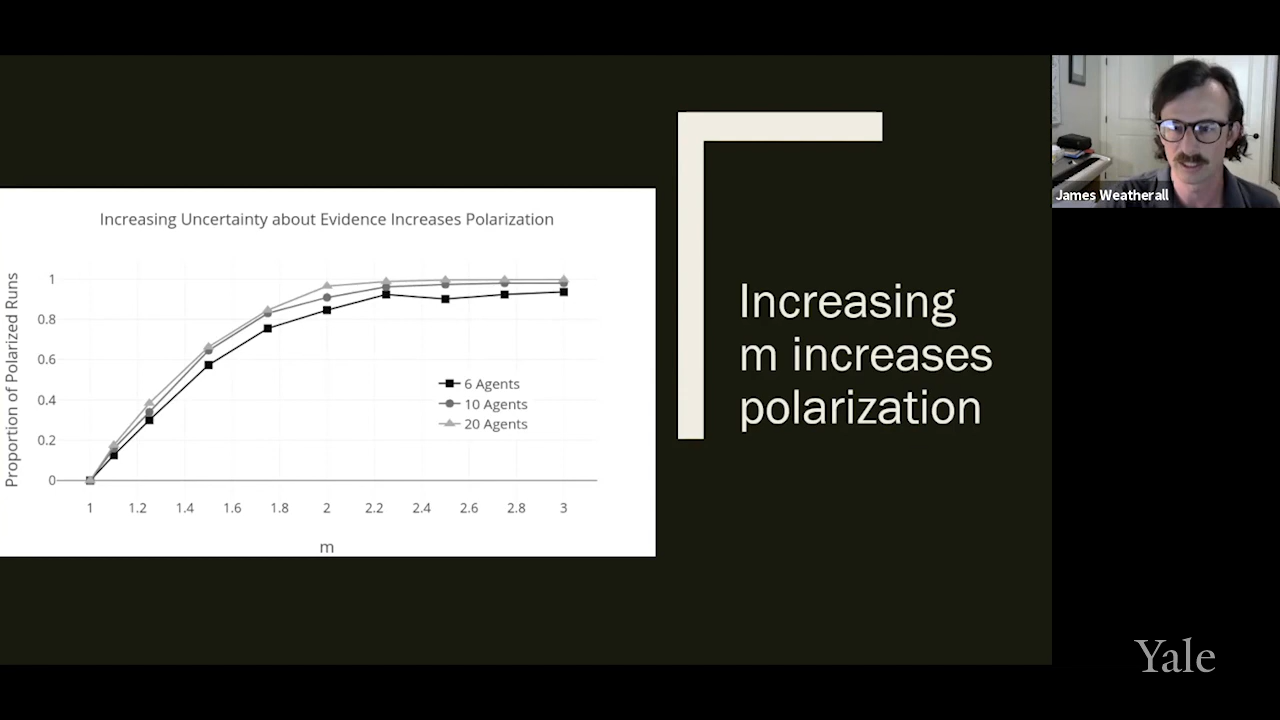 Increasing Uncertainty about Evidence Increases Polarization
Proportion of Polarized Runs
1
0.8
0.6
0.4
0.2
0
6 Agents
10 Agents
20 Agents
1 1.2 1.4 1.6 1.8 2 2.2 2.4 2.6 2.8 3
m
Increasing
m increases
polarization
James Weatherall
Yale